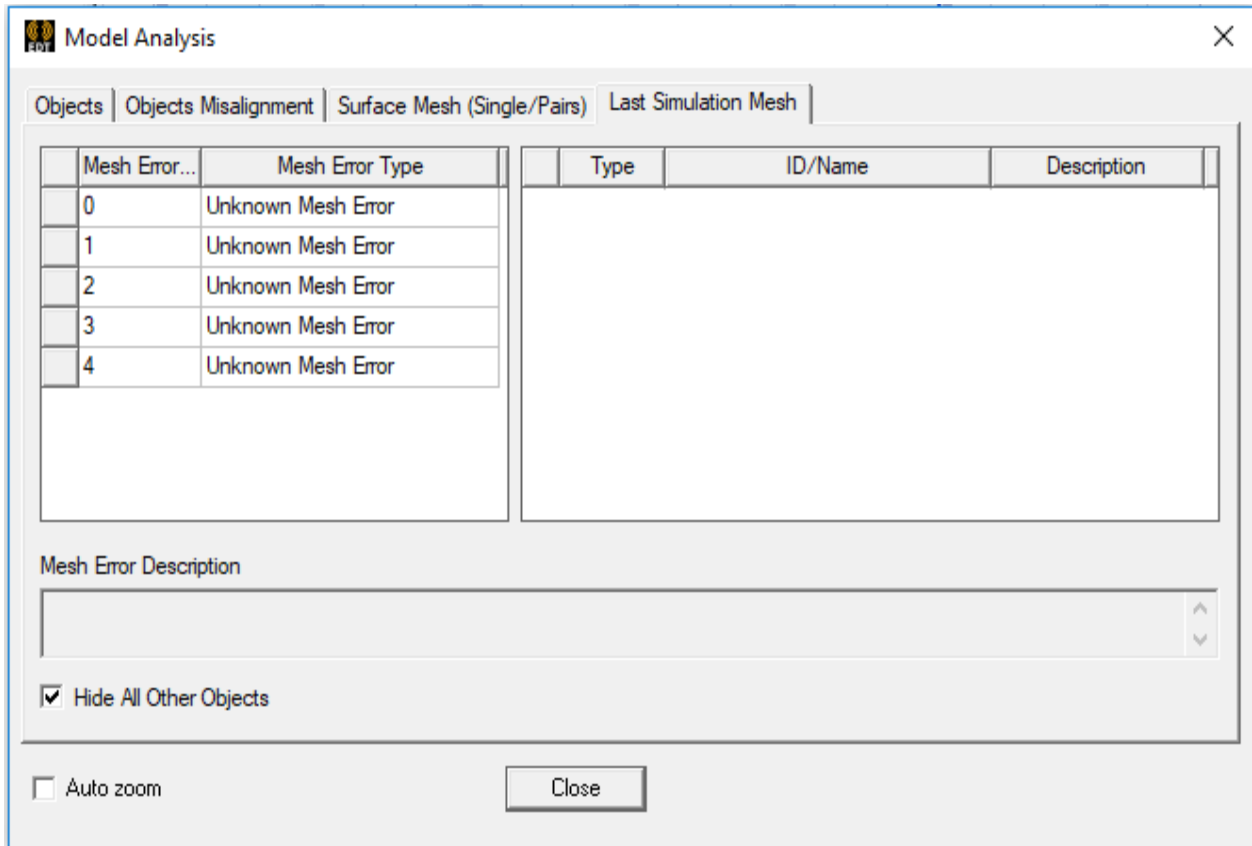 EDT Model Analysis
Objects Objects Misalignment Surface Mesh (Single/Pairs) Last Simulation Mesh
Mesh Error... Mesh Error Type Type ID/Name Description
0 Unknown Mesh Error
1 Unknown Mesh Error
2 Unknown Mesh Error
3 Unknown Mesh Error
4 Unknown Mesh Error
Mesh Error Description
Hide All Other Objects
Auto zoom Close